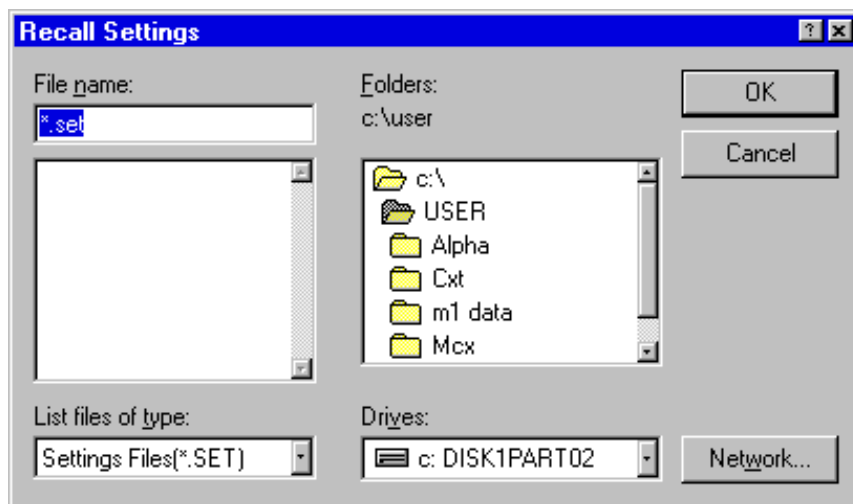 Recall Settings
File name:
*.set
Folders:
c:\user
OK
Cancel
c:\
USER
Alpha
Cxt
m1 data
Mcx
List files of type:
Settings Files(*.SET)
Drives:
c: DISK1PART02
Network...